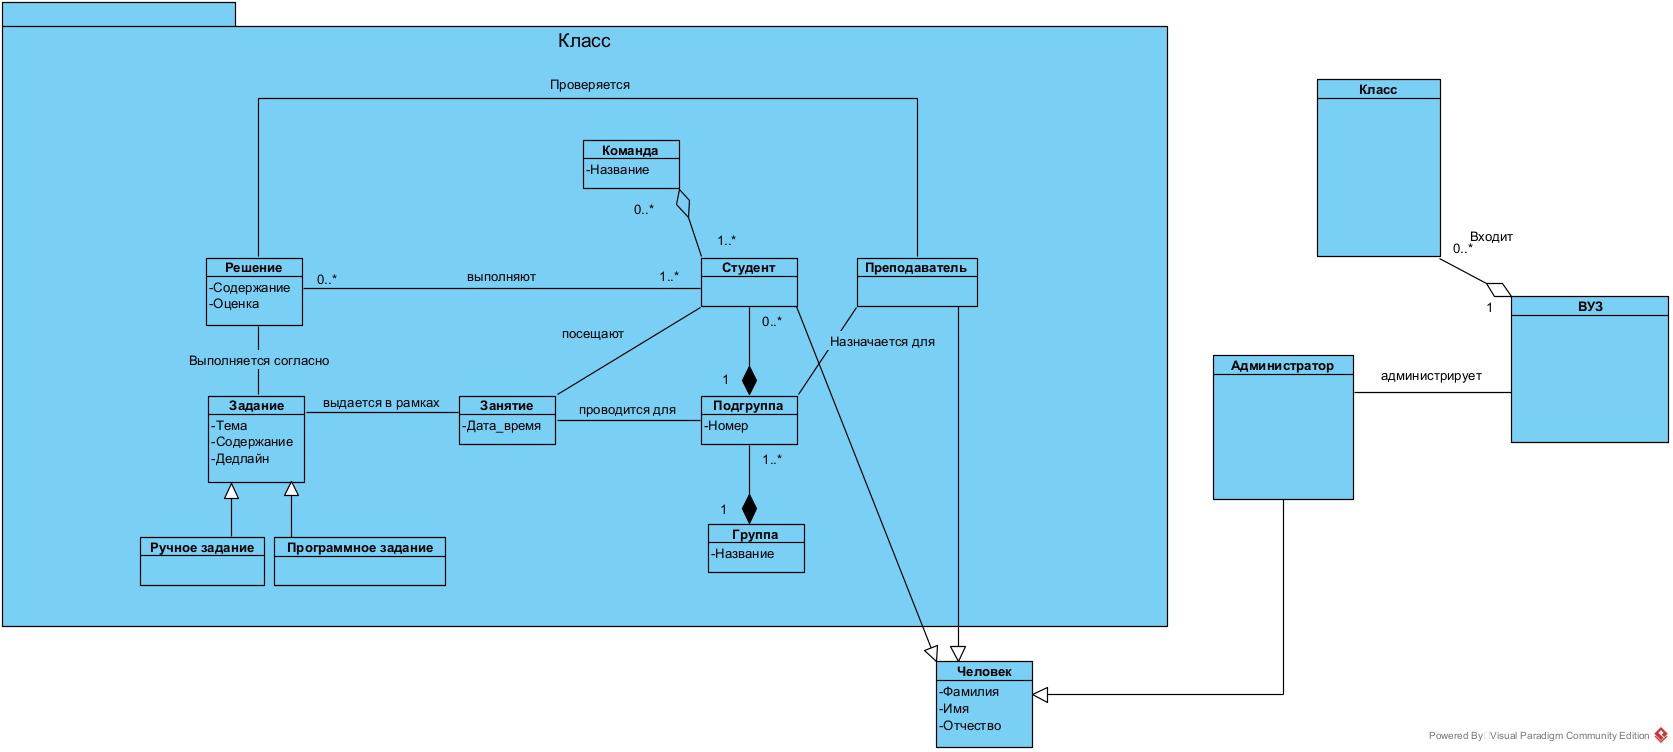 Класс
Проверяется
Команда
-Название
0..*
1..*
Решение
-Содержание
-Оценка
0..*
выполняют
1..*
Студент
Преподаватель
0..*
посещают
Назначается для
Выполняется согласно
1
Задание
-Тема
-Содержание
-Дедлайн
выдается в рамках
Занятие
-Дата_время
проводится для
Подгруппа
-Номер
1..*
1
Группа
-Название
Ручное задание
Программное задание
Человек
-Фамилия
-Имя
-Отчество
Класс
Входит
0..*
1
ВУЗ
Администратор
администрирует
Powered By Visual Paradigm Community Edition